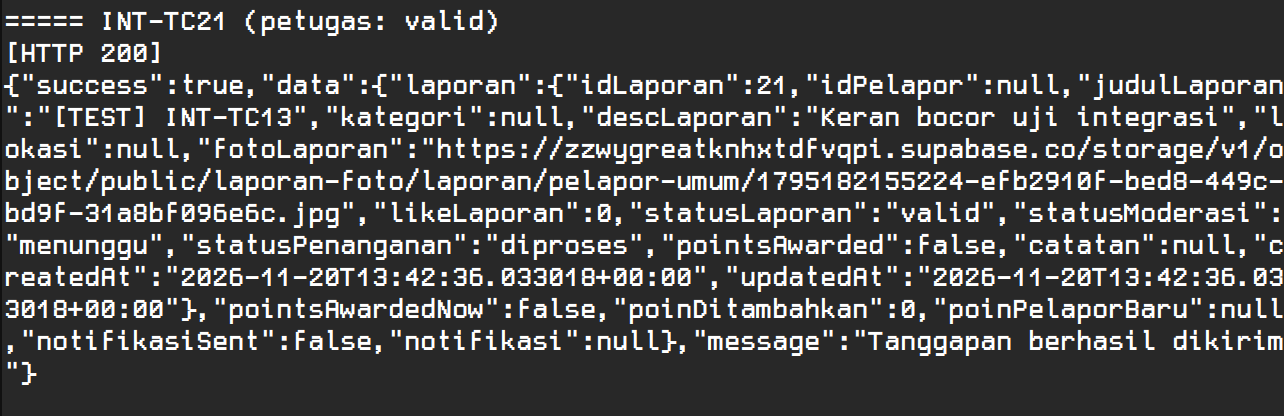 ===== INT-TC21 (petugas: valid)
[HTTP 200]
{"success":true,"data":{"laporan":{"idLaporan":21,"idPelapor":null,"judulLaporan
":"[TEST] INT-TC13","kategori":null,"descLaporan":"Keran bocor uji integrasi","l
okasi":null,"fotoLaporan":"https://zzwygreatknhxtdfvqpi.supabase.co/storage/v1/o
bject/public/laporan-foto/laporan/pelapor-umum/1795182155224-efb2910f-bed8-449c-
bd9f-31a8bf096e6c.jpg","likeLaporan":0,"statusLaporan":"valid","statusModerasi":
"menunggu","statusPenanganan":"diproses","pointsAwarded":false,"catatan":null,"c
reatedAt":"2026-11-20T13:42:36.033018+00:00","updatedAt":"2026-11-20T13:42:36.03
3018+00:00"},"pointsAwardedNow":false,"poinDitambahkan":0,"poinPelaporBaru":null
,"notifikasiSent":false,"notifikasi":null},"message":"Tanggapan berhasil dikirim
"}